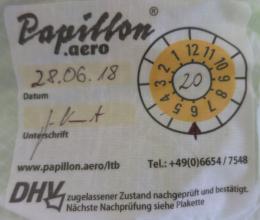 Papillon®
.aero
28.06.18
Datum
Unterschrift
12 1 2 3 4 5 6 7 8 9 10 11
20
www.papillon.aero/ltb
Tel.: +49(0)6654 / 7548
DHV zugelassener Zustand nachgeprüft und bestätigt.
Nächste Nachprüfung siehe Plakette